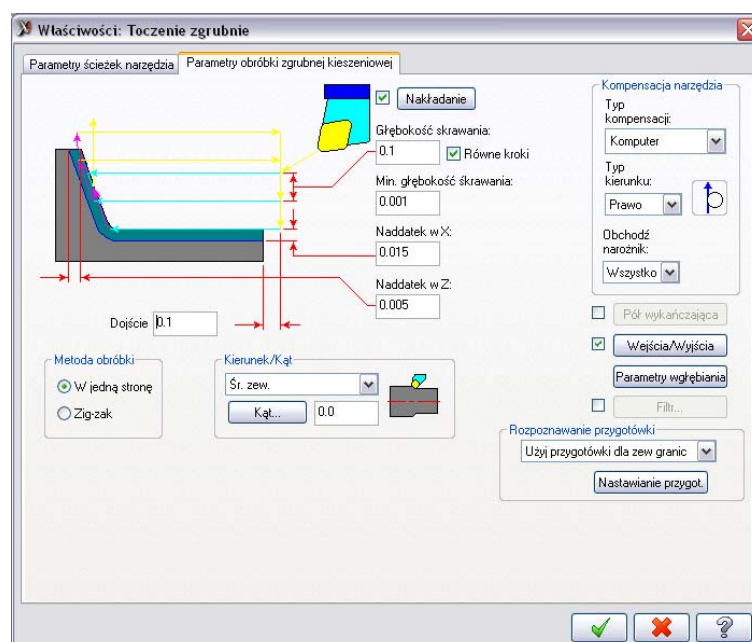 Właściwości: Toczenie zgrubnie
Parametry ścieżek narzędzia
Parametry obróbki zgrubnej kieszeniowej
Nakładanie
Głębokość skrawania:
0.1
Równe kroki
Min. głębokość śkrawania:
0.001
Naddatek w X:
0.015
Naddatek w Z:
0.005
Dojście 0.1
Metoda obróbki
W jedną stronę
Zig-zak
Kierunek/Kąt
Śr. zew.
Kąt...
0.0
Kompensacja narzędzia
Typ
kompensacji:
Komputer
Typ
kierunku:
Prawo
Obchodź
narożnik:
Wszystko
Pór wykańczająca
Wejścia/Wyjścia
Parametry wgłębiania
Filtr...
Rozpoznawanie przygotówki
Użyj przygotówki dla zew granic
Nastawianie przygot.